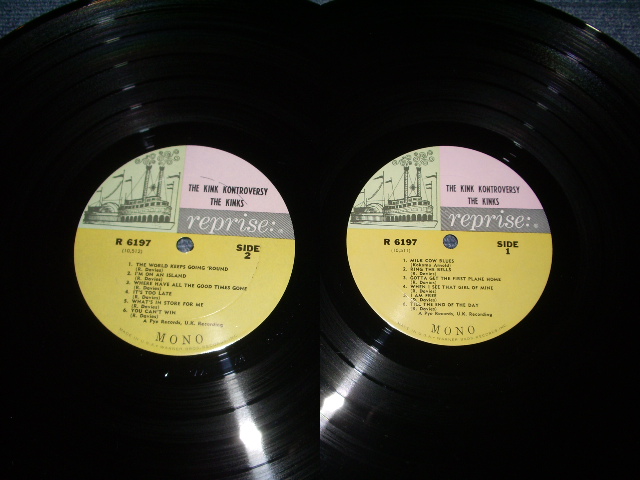 THE KINK KONTROVERSY
THE KINKS
reprise:
R 6197
SIDE
2
1. THE WORLD KEEPS GOING 'ROUND
(R. Davies)
2. I'M ON AN ISLAND
(R. Davies)
3. WHERE HAVE ALL THE GOOD TIMES GONE
(R. Davies)
4. IT'S TOO LATE
(R. Davies)
5. WHAT'S IN STORE FOR ME
(R. Davies)
6. YOU CAN'T WIN
(R. Davies)
A Pye Records, U.K. Recording
MONO
THE KINK KONTROVERSY
THE KINKS
reprise:
R 6197
SIDE
1
1. MILK COW BLUES
(Kokomo Arnold)
2. RING THE BELLS
(R. Davies)
3. GOTTA GET THE FIRST PLANE HOME
(R. Davies)
4. WHEN I SEE THAT GIRL OF MINE
(R. Davies)
5. I AM FREE
(R. Davies)
6. TILL THE END OF THE DAY
(R. Davies)
A Pye Records, U.K. Recording
MONO